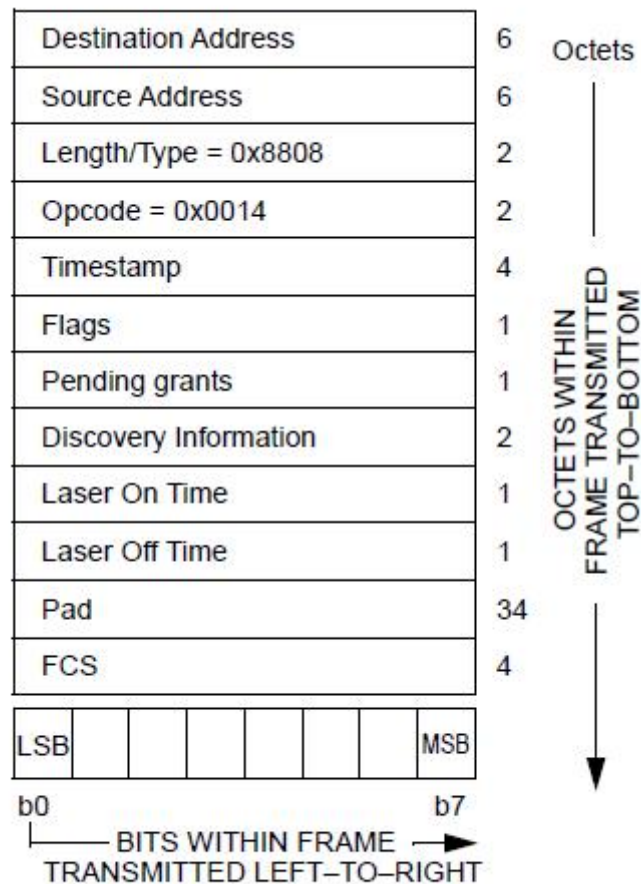 Destination Address 6 Octets
Source Address 6
Length/Type = 0x8808 2
Opcode = 0x0014 2
Timestamp 4
Flags 1
Pending grants 1
Discovery Information 2
Laser On Time 1
Laser Off Time 1
Pad 34
FCS 4
OCTETS WITHIN
FRAME TRANSMITTED
TOP–TO–BOTTOM
LSB MSB
b0 b7
BITS WITHIN FRAME
TRANSMITTED LEFT–TO–RIGHT